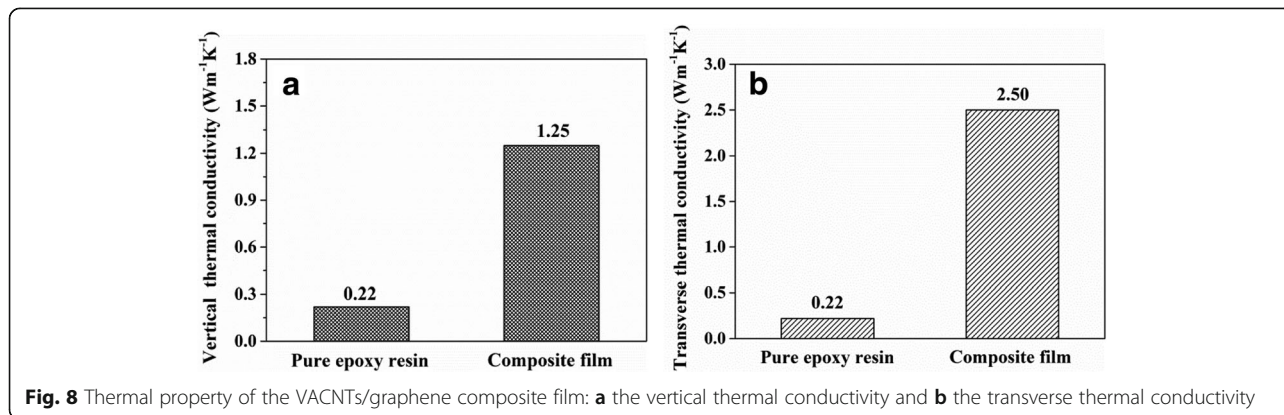 a
Vertical thermal conductivity (Wm⁻¹K⁻¹)
1.8
1.5
1.2
0.9
0.6
0.3
0.0
0.22
1.25
Pure epoxy resin
Composite film
b
Transverse thermal conductivity (Wm⁻¹K⁻¹)
3.0
2.5
2.0
1.5
1.0
0.5
0.0
0.22
2.50
Pure epoxy resin
Composite film
Fig. 8 Thermal property of the VACNTs/graphene composite film: a the vertical thermal conductivity and b the transverse thermal conductivity